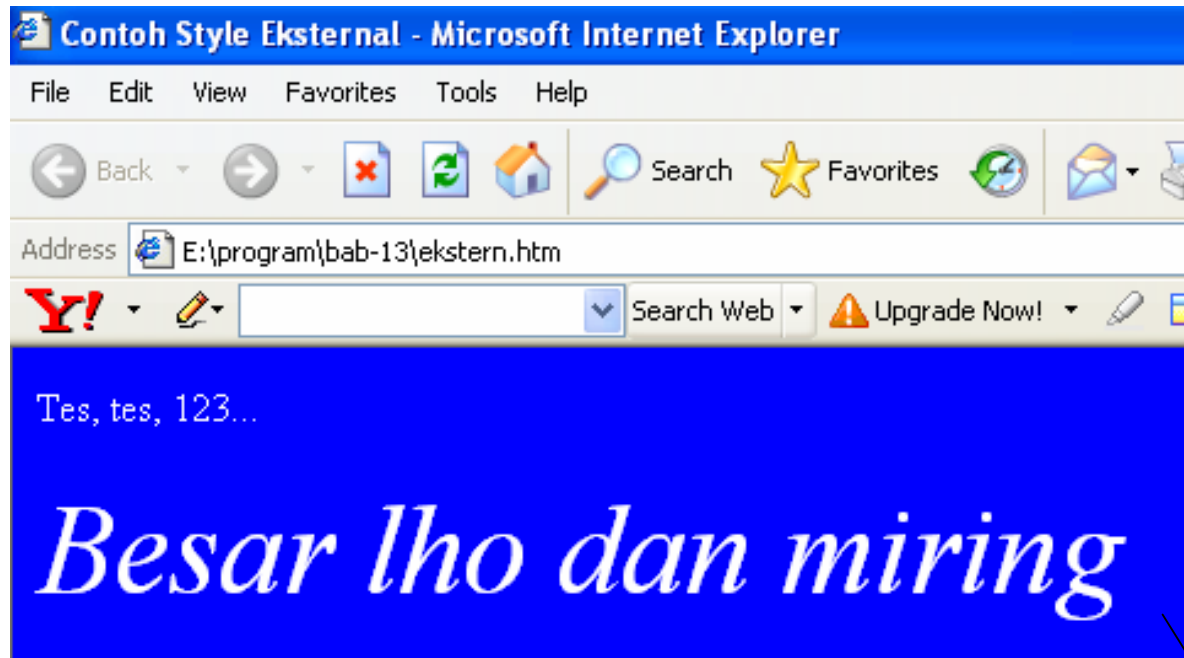 Contoh Style Eksternal - Microsoft Internet Explorer
File Edit View Favorites Tools Help
Back Search Favorites
Address E:\program\bab-13\ekstern.htm
Y! Search Web Upgrade Now!
Tes, tes, 123...
Besar lho dan miring